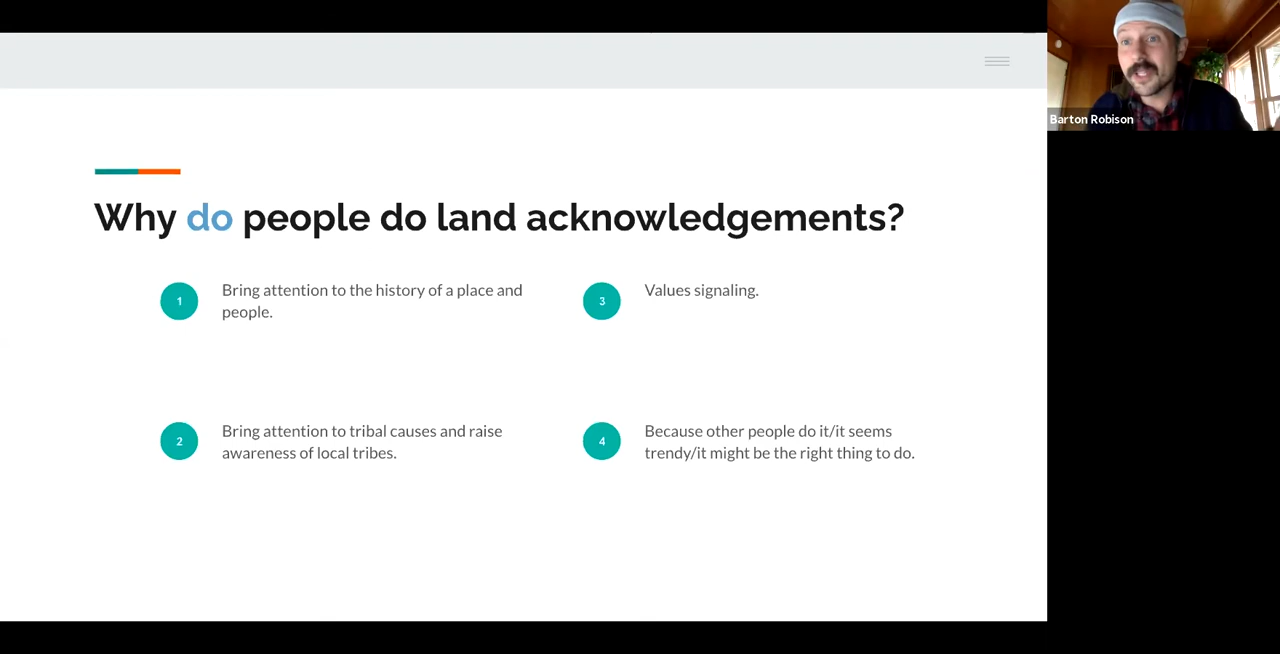 Barton Robison
Why do people do land acknowledgements?
1
Bring attention to the history of a place and
people.
2
Bring attention to tribal causes and raise
awareness of local tribes.
3
Values signaling.
4
Because other people do it/it seems
trendy/it might be the right thing to do.